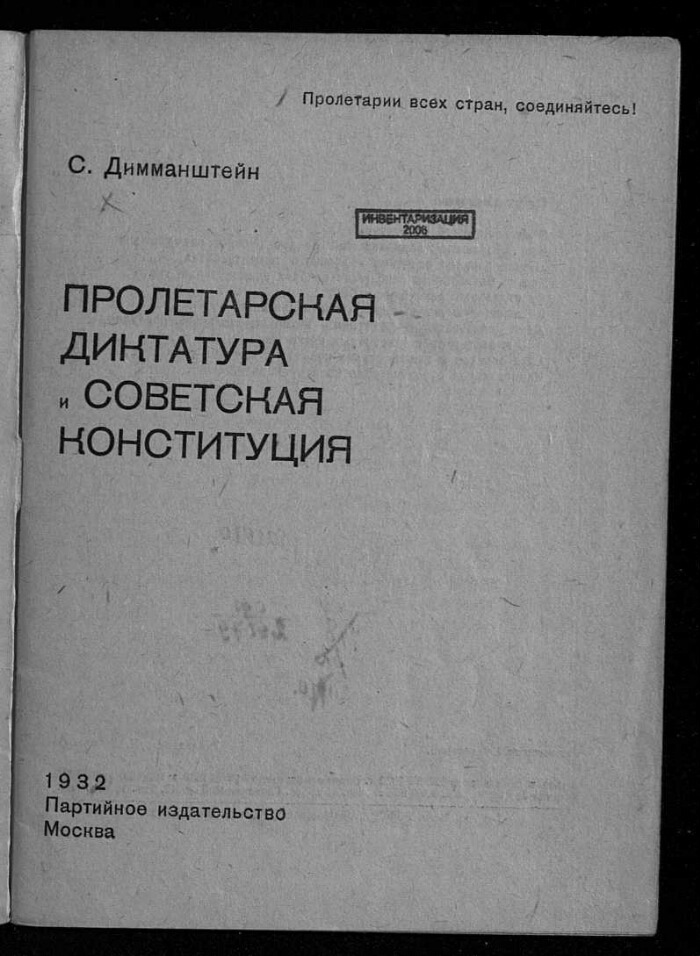 Пролетарии всех стран, соединяйтесь!
С. Димманштейн
ИНВЕНТАРИЗАЦИЯ
2006
ПРОЛЕТАРСКАЯ
ДИКТАТУРА
и СОВЕТСКАЯ
КОНСТИТУЦИЯ
1932
Партийное издательство
Москва